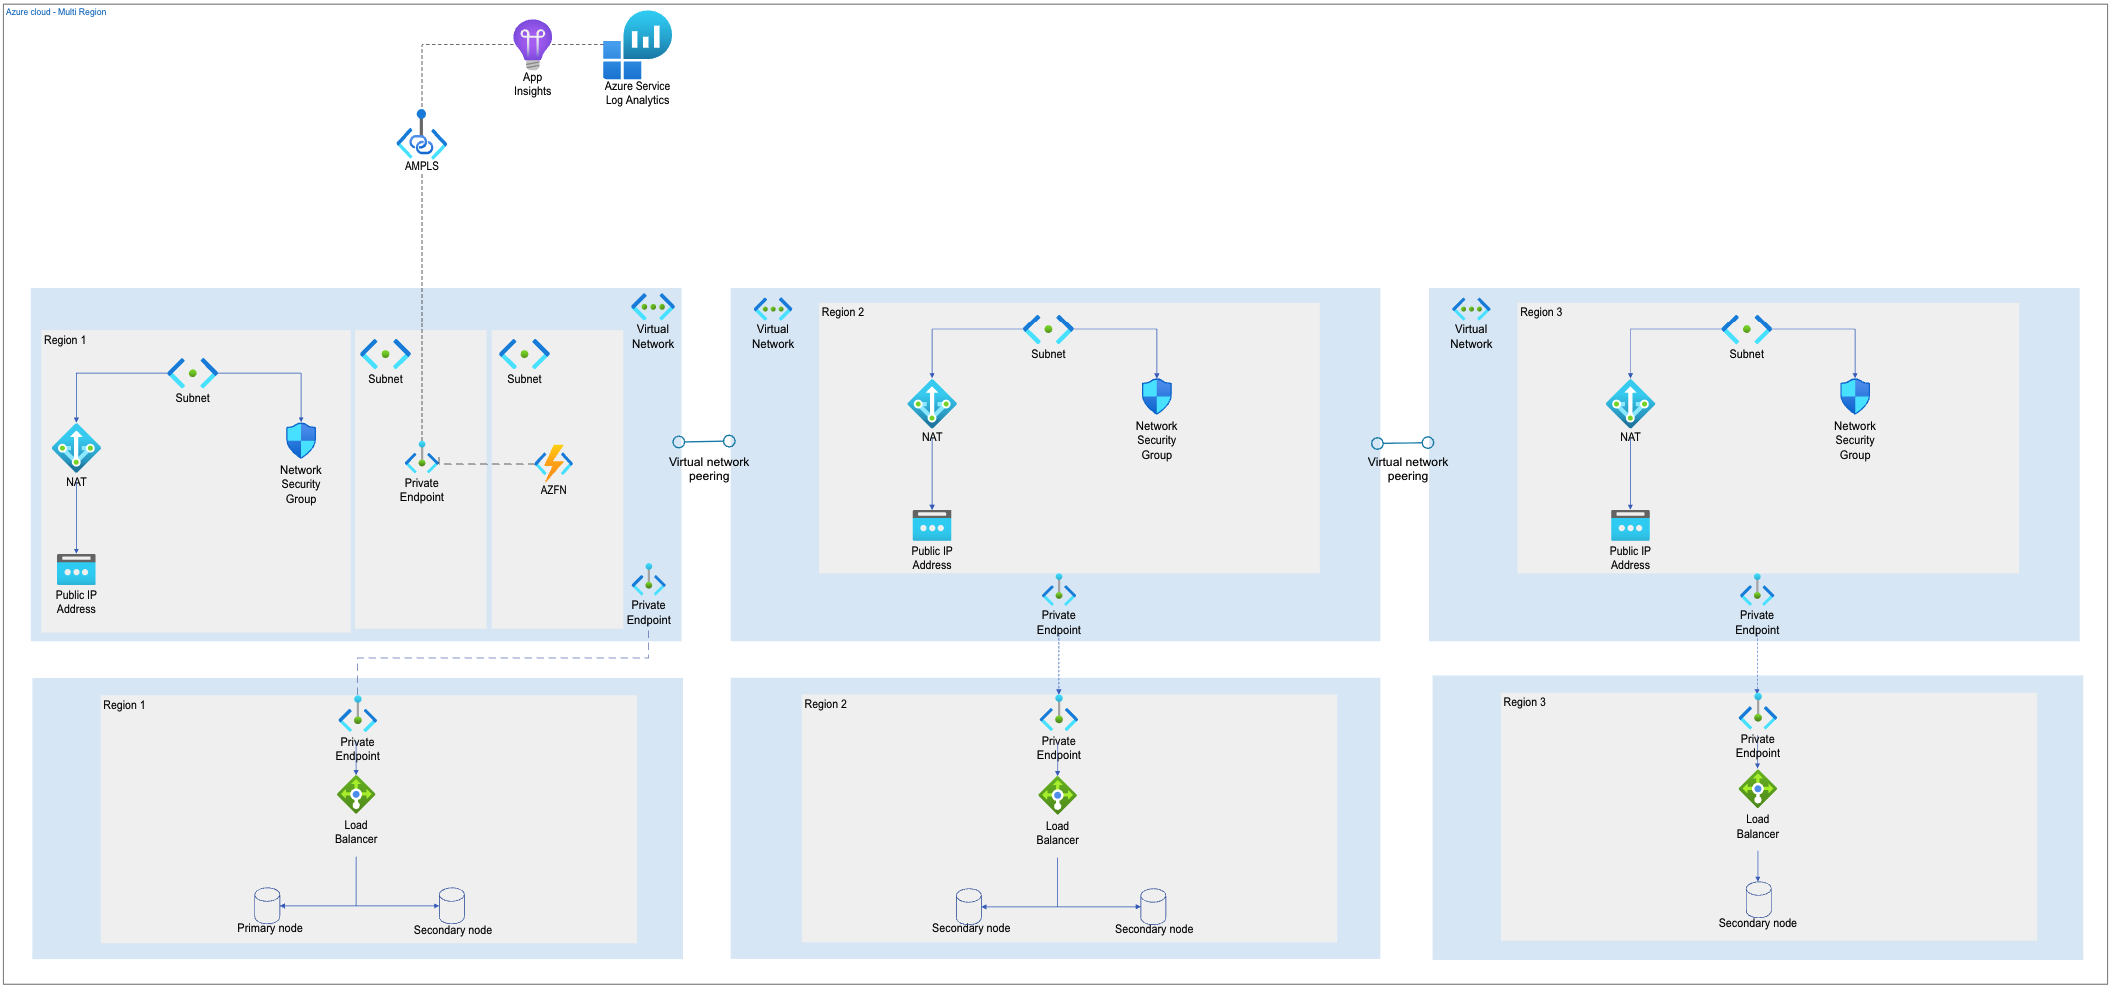 Azure cloud - Multi Region
App
Insights
Azure Service
Log Analytics
AMPLS
Region 1
Subnet
NAT
Network
Security
Group
Public IP
Address
Subnet
Private
Endpoint
Subnet
AZFN
Virtual
Network
Private
Endpoint
Virtual network
peering
Virtual
Network
Region 2
Subnet
NAT
Network
Security
Group
Public IP
Address
Private
Endpoint
Virtual network
peering
Virtual
Network
Region 3
Subnet
NAT
Network
Security
Group
Public IP
Address
Private
Endpoint
Region 1
Private
Endpoint
Load
Balancer
Primary node
Secondary node
Region 2
Private
Endpoint
Load
Balancer
Secondary node
Secondary node
Region 3
Private
Endpoint
Load
Balancer
Secondary node